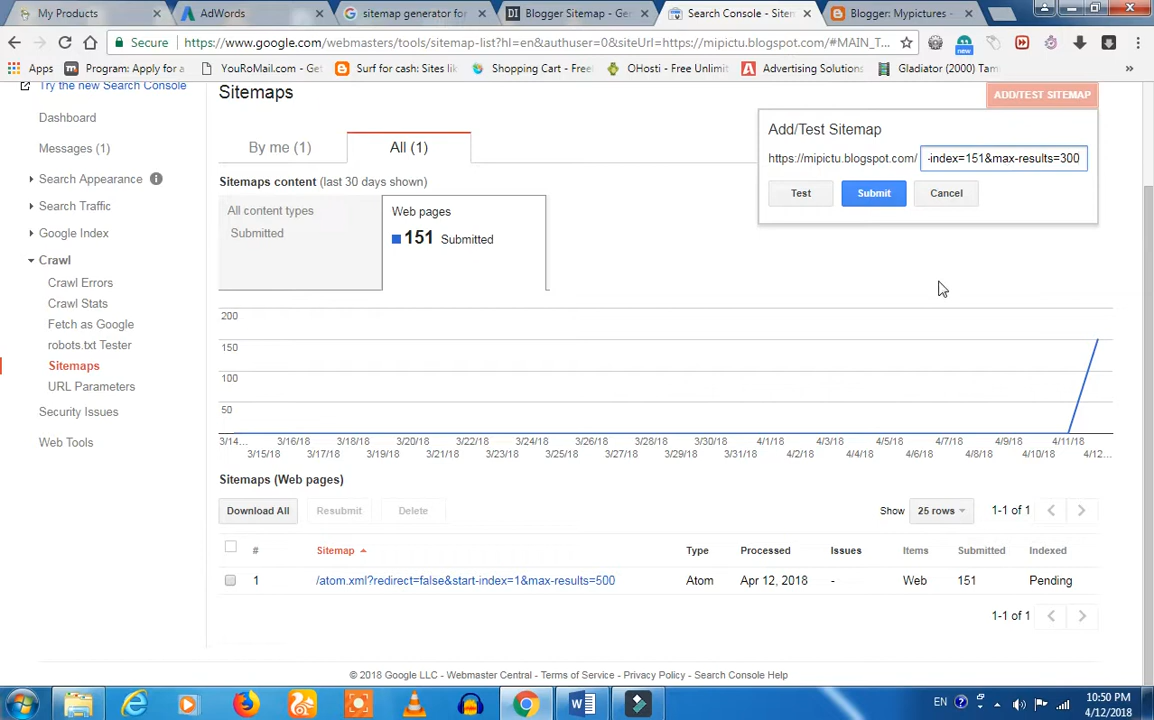 My Products
AdWords
sitemap generator for
Blogger Sitemap - Ge
Search Console - Sitem
Blogger: Mypictures -
Secure
https://www.google.com/webmasters/tools/sitemap-list?hl=en&authuser=0&siteUrl=https://mipictu.blogspot.com/#MAIN_T...
new
Apps
Program: Apply for a
YouRoMail.com - Get
Surf for cash: Sites lik
Shopping Cart - Free
OHosti - Free Unlimit
Advertising Solutions
Gladiator (2000) Tam
Try the new Search Console
Sitemaps
ADD/TEST SITEMAP
Dashboard
Messages (1)
Search Appearance
Search Traffic
Google Index
Crawl
Crawl Errors
Crawl Stats
Fetch as Google
robots.txt Tester
Sitemaps
URL Parameters
Security Issues
Web Tools
Add/Test Sitemap
https://mipictu.blogspot.com/ -index=151&max-results=300
Test Submit Cancel
By me (1) All (1)
Sitemaps content (last 30 days shown)
All content types
Submitted
Web pages
151 Submitted
200
150
100
50
3/14... 3/16/18 3/18/18 3/20/18 3/22/18 3/24/18 3/26/18 3/28/18 3/30/18 4/1/18 4/3/18 4/5/18 4/7/18 4/9/18 4/11/18
3/15/18 3/17/18 3/19/18 3/21/18 3/23/18 3/25/18 3/27/18 3/29/18 3/31/18 4/2/18 4/4/18 4/6/18 4/8/18 4/10/18 4/12...
Sitemaps (Web pages)
Download All Resubmit Delete Show 25 rows 1-1 of 1
# Sitemap Type Processed Issues Items Submitted Indexed
1 /atom.xml?redirect=false&start-index=1&max-results=500 Atom Apr 12, 2018 - Web 151 Pending
1-1 of 1
© 2018 Google LLC - Webmaster Central - Terms of Service - Privacy Policy - Search Console Help
EN
10:50 PM
4/12/2018